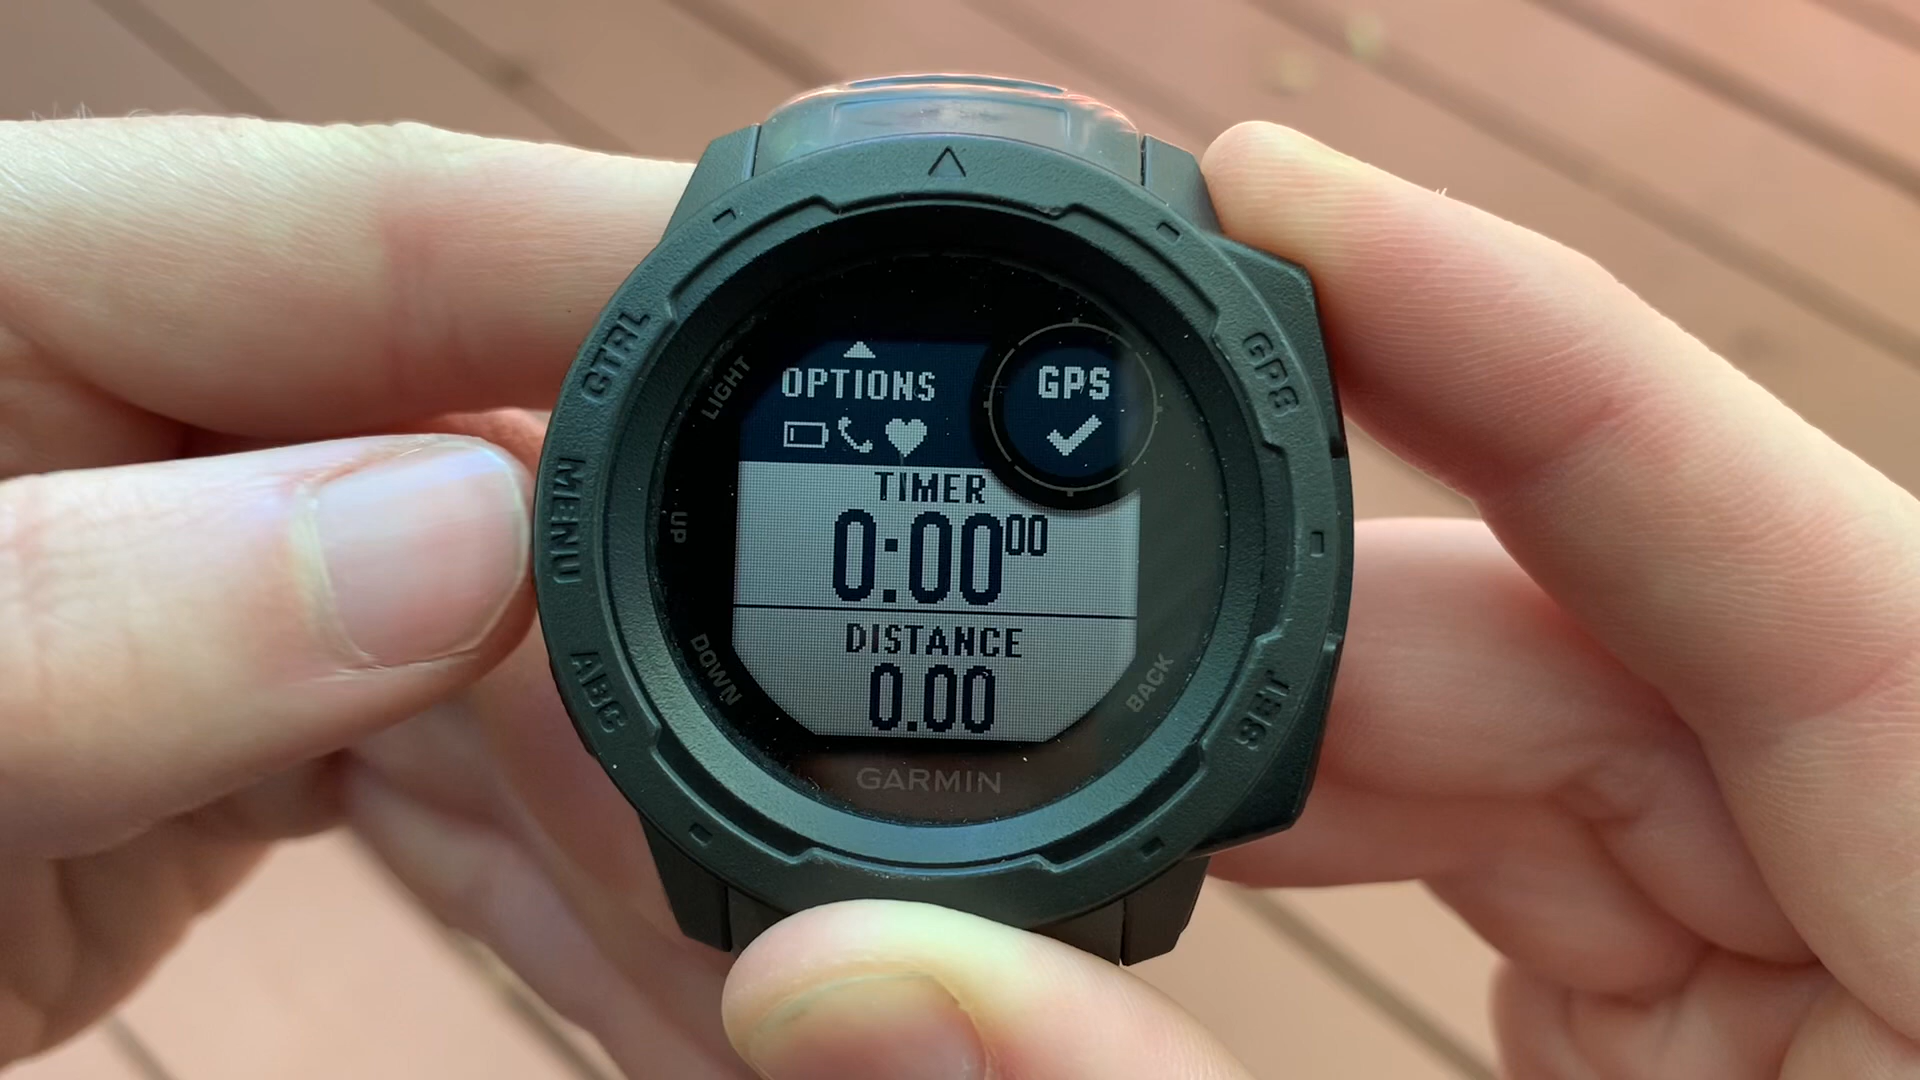 CTRL
GPS
LIGHT
OPTIONS
GPS
MENU
UP
TIMER
0:00 00
DISTANCE
0.00
DOWN
BACK
ABC
SET
GARMIN